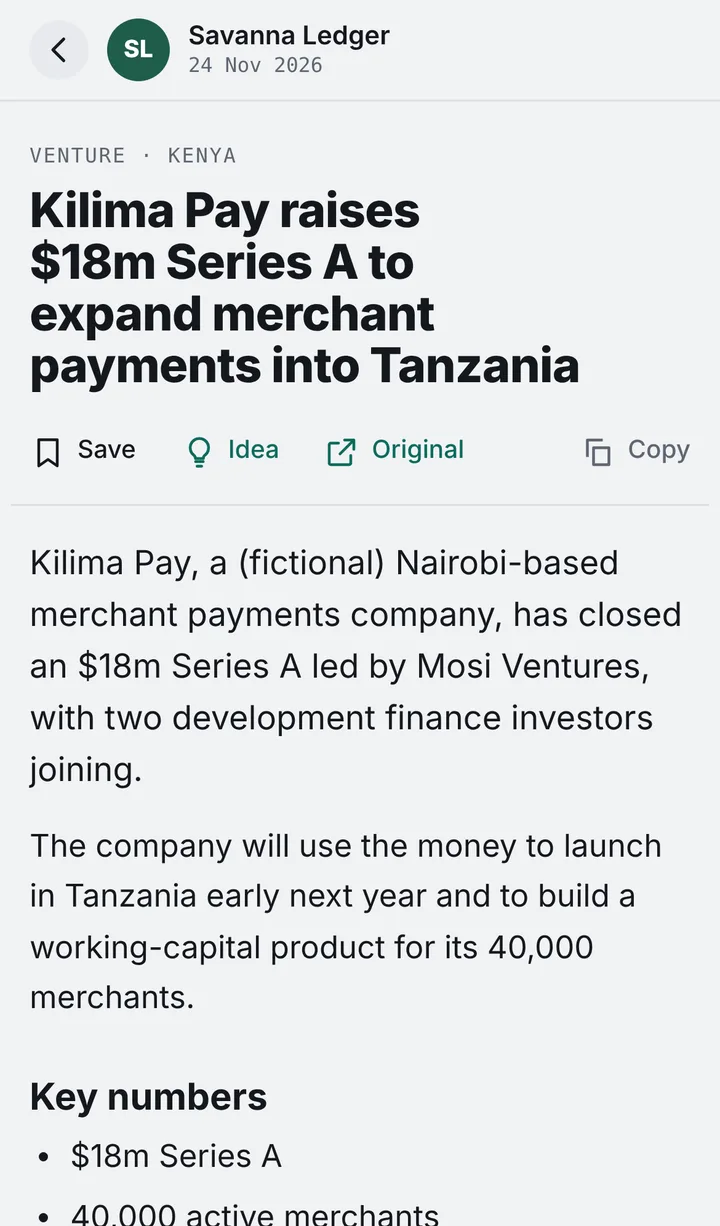 SL
Savanna Ledger
24 Nov 2026
VENTURE · KENYA
Kilima Pay raises
$18m Series A to
expand merchant
payments into Tanzania
Save
Idea
Original
Copy
Kilima Pay, a (fictional) Nairobi-based
merchant payments company, has closed
an $18m Series A led by Mosi Ventures,
with two development finance investors
joining.
The company will use the money to launch
in Tanzania early next year and to build a
working-capital product for its 40,000
merchants.
Key numbers
• $18m Series A
• 40,000 active merchants